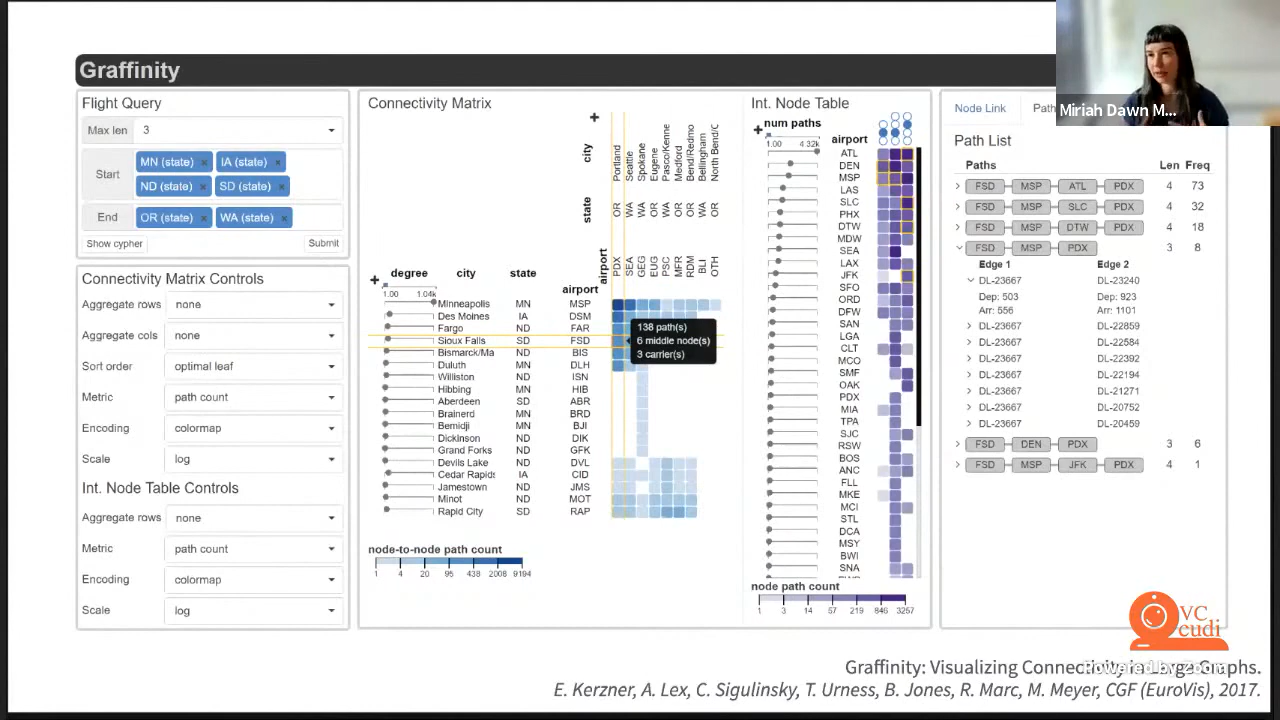 Graffinity
Miriah Dawn M...
Flight Query
Max len 3
Start MN (state) × IA (state) ×
ND (state) × SD (state) ×
End OR (state) × WA (state) ×
Show cypher Submit
Connectivity Matrix Controls
Aggregate rows none
Aggregate cols none
Sort order optimal leaf
Metric path count
Encoding colormap
Scale log
Int. Node Table Controls
Aggregate rows none
Metric path count
Encoding colormap
Scale log
Connectivity Matrix
city Portland Seattle Spokane Eugene Pasco/Kenne Medford Bend/Redmo Bellingham North Bend/C
state OR WA WA OR WA OR OR WA OR
airport PDX SEA GEG EUG PSC MFR RDM BLI OTH
degree city state airport
1.00 1.04k
Minneapolis MN MSP
Des Moines IA DSM
Fargo ND FAR
Sioux Falls SD FSD
Bismarck/Ma ND BIS
Duluth MN DLH
Williston ND ISN
Hibbing MN HIB
Aberdeen SD ABR
Brainerd MN BRD
Bemidji MN BJI
Dickinson ND DIK
Grand Forks ND GFK
Devils Lake ND DVL
Cedar Rapids IA CID
Jamestown ND JMS
Minot ND MOT
Rapid City SD RAP
138 path(s)
6 middle node(s)
3 carrier(s)
node-to-node path count
1 4 20 95 438 2008 9194
Int. Node Table
num paths airport
1.00 4.32k
ATL
DEN
MSP
LAS
SLC
PHX
DTW
MDW
SEA
LAX
JFK
SFO
ORD
DFW
SAN
LGA
CLT
MCO
SMF
OAK
PDX
MIA
TPA
SJC
RSW
BOS
ANC
FLL
MKE
MCI
STL
DCA
MSY
BWI
SNA
node path count
1 3 14 57 219 846 3257
Node Link
Path List
Paths Len Freq
FSD MSP ATL PDX 4 73
FSD MSP SLC PDX 4 32
FSD MSP DTW PDX 4 18
FSD MSP PDX 3 8
Edge 1 Edge 2
DL-23667 DL-23240
Dep: 503 Dep: 923
Arr: 556 Arr: 1101
DL-23667 DL-22859
DL-23667 DL-22584
DL-23667 DL-22392
DL-23667 DL-22194
DL-23667 DL-21271
DL-23667 DL-20752
DL-23667 DL-20459
FSD DEN PDX 3 6
FSD MSP JFK PDX 4 1
VC
cudi
Powered by Zoom
Graffinity: Visualizing Connectivity Graphs.
E. Kerzner, A. Lex, C. Sigulinsky, T. Urness, B. Jones, R. Marc, M. Meyer, CGF (EuroVis), 2017.